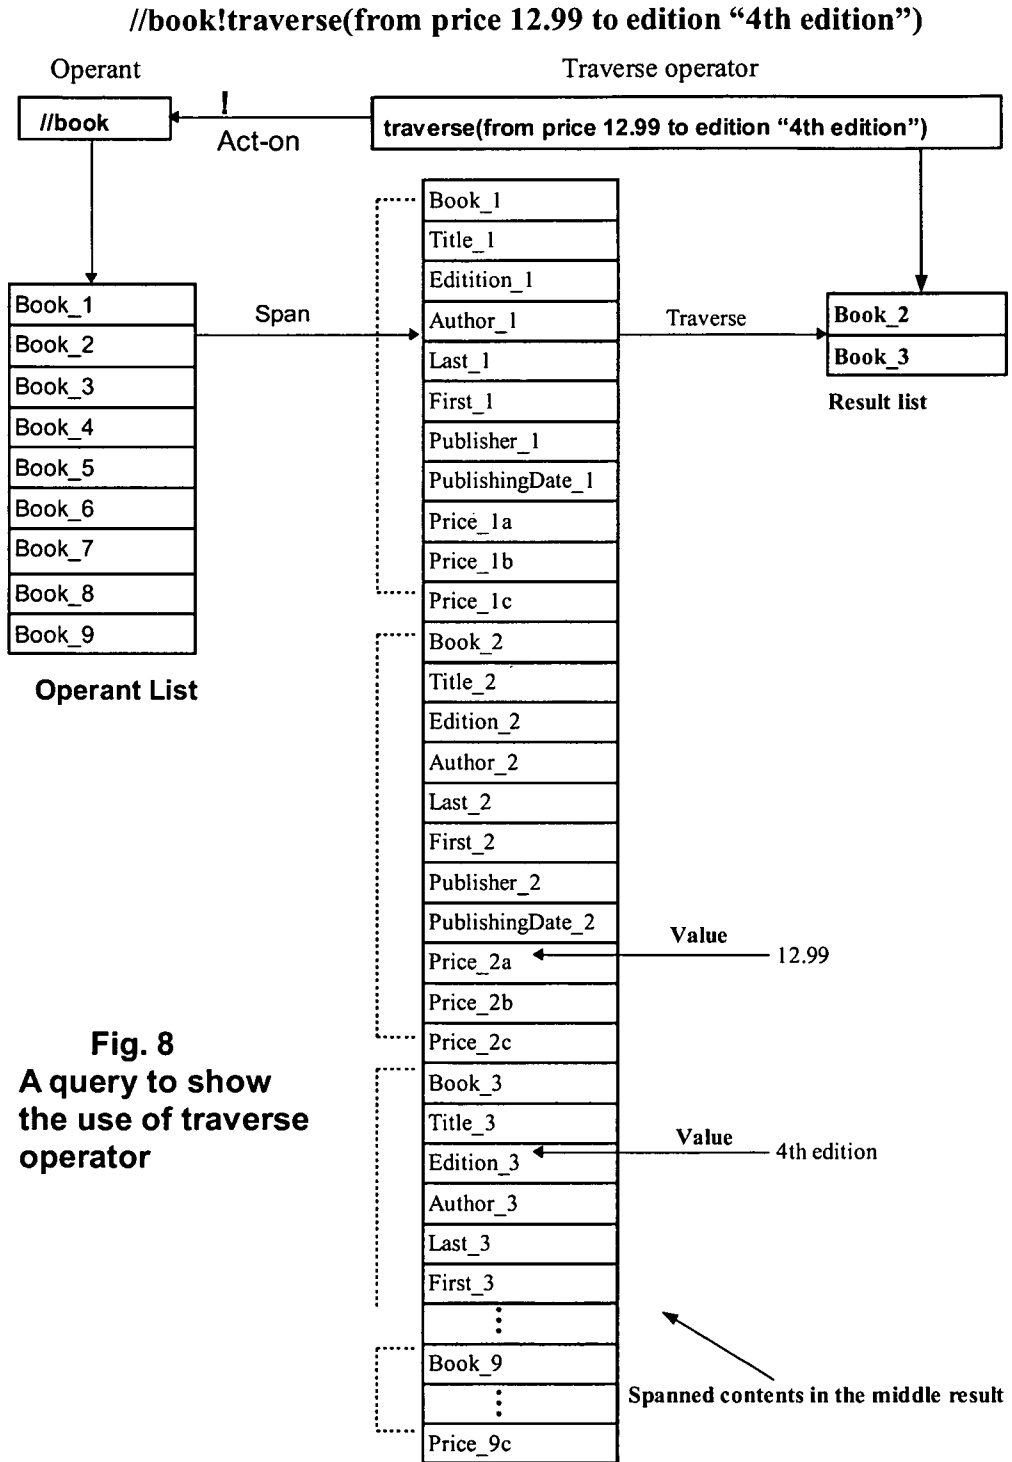 //book!traverse(from price 12.99 to edition “4th edition”)
Operant
Traverse operator
//book
!
Act-on
traverse(from price 12.99 to edition “4th edition”)
Book_1
Book_2
Book_3
Book_4
Book_5
Book_6
Book_7
Book_8
Book_9
Operant List
Span
Book_1
Title_1
Editition_1
Author_1
Last_1
First_1
Publisher_1
PublishingDate_1
Price_1a
Price_1b
Price_1c
Book_2
Title_2
Edition_2
Author_2
Last_2
First_2
Publisher_2
PublishingDate_2
Price_2a
Price_2b
Price_2c
Book_3
Title_3
Edition_3
Author_3
Last_3
First_3
⋮
Book_9
⋮
Price_9c
Traverse
Book_2
Book_3
Result list
Value
12.99
Value
4th edition
Spanned contents in the middle result
Fig. 8
A query to show
the use of traverse
operator